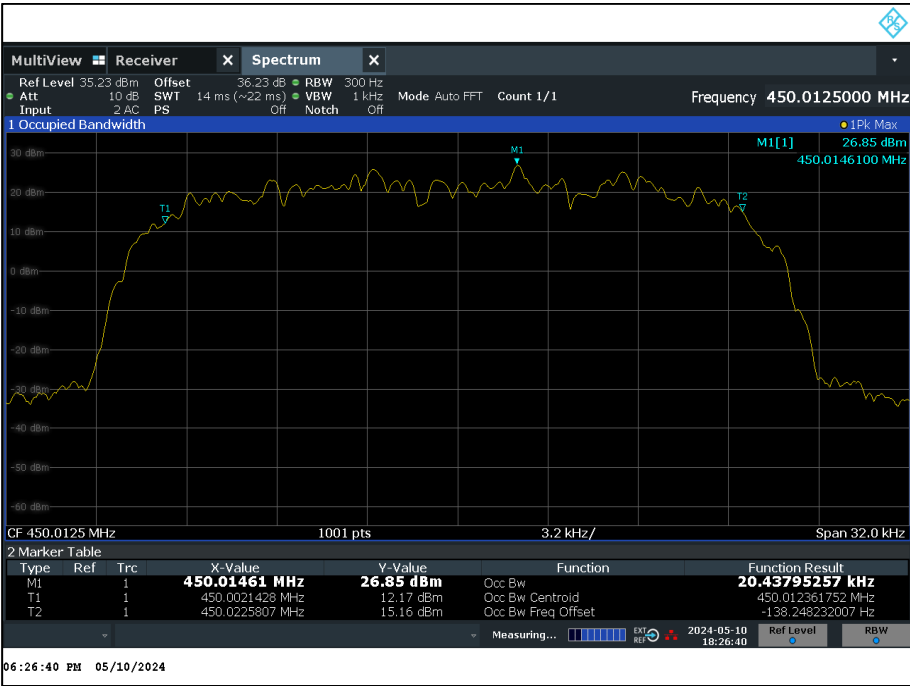 R&S
MultiView Receiver X Spectrum X
Ref Level 35.23 dBm Offset 36.23 dB RBW 300 Hz
Att 10 dB SWT 14 ms (~22 ms) VBW 1 kHz Mode Auto FFT Count 1/1 Frequency 450.0125000 MHz
Input 2 AC PS Off Notch Off
1 Occupied Bandwidth 1Pk Max
M1[1] 26.85 dBm
450.0146100 MHz
30 dBm
M1
20 dBm
T1
T2
10 dBm
0 dBm
-10 dBm
-20 dBm
-30 dBm
-40 dBm
-50 dBm
-60 dBm
CF 450.0125 MHz 1001 pts 3.2 kHz/ Span 32.0 kHz
2 Marker Table
Type Ref Trc X-Value Y-Value Function Function Result
M1 1 450.01461 MHz 26.85 dBm Occ Bw 20.43795257 kHz
T1 1 450.0021428 MHz 12.17 dBm Occ Bw Centroid 450.012361752 MHz
T2 1 450.0225807 MHz 15.16 dBm Occ Bw Freq Offset -138.248232007 Hz
Measuring... EXT REF 2024-05-10 18:26:40 Ref Level RBW
06:26:40 PM 05/10/2024